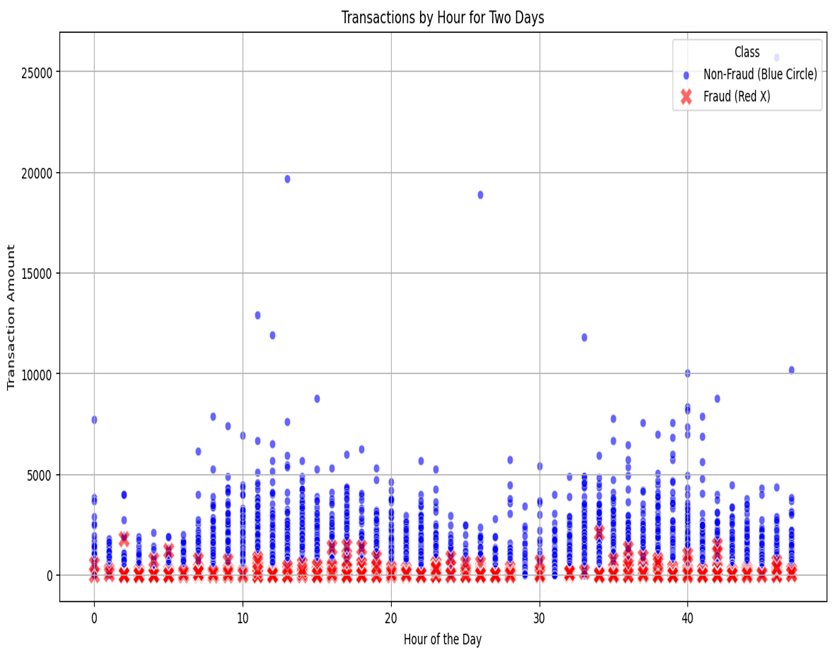 Transactions by Hour for Two Days
Class
Non-Fraud (Blue Circle)
Fraud (Red X)
25000
20000
15000
10000
5000
0
Transaction Amount
0 10 20 30 40
Hour of the Day